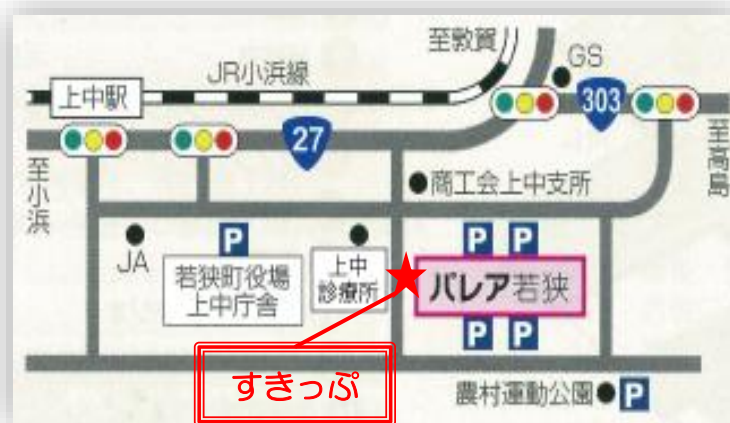 至敦賀
GS
JR小浜線
上中駅
27
303
至小浜
至高島
商工会上中支所
JA
P
若狭町役場
上中庁舎
上中
診療所
P P
パレア若狭
P P
すきっぷ
農村運動公園
P